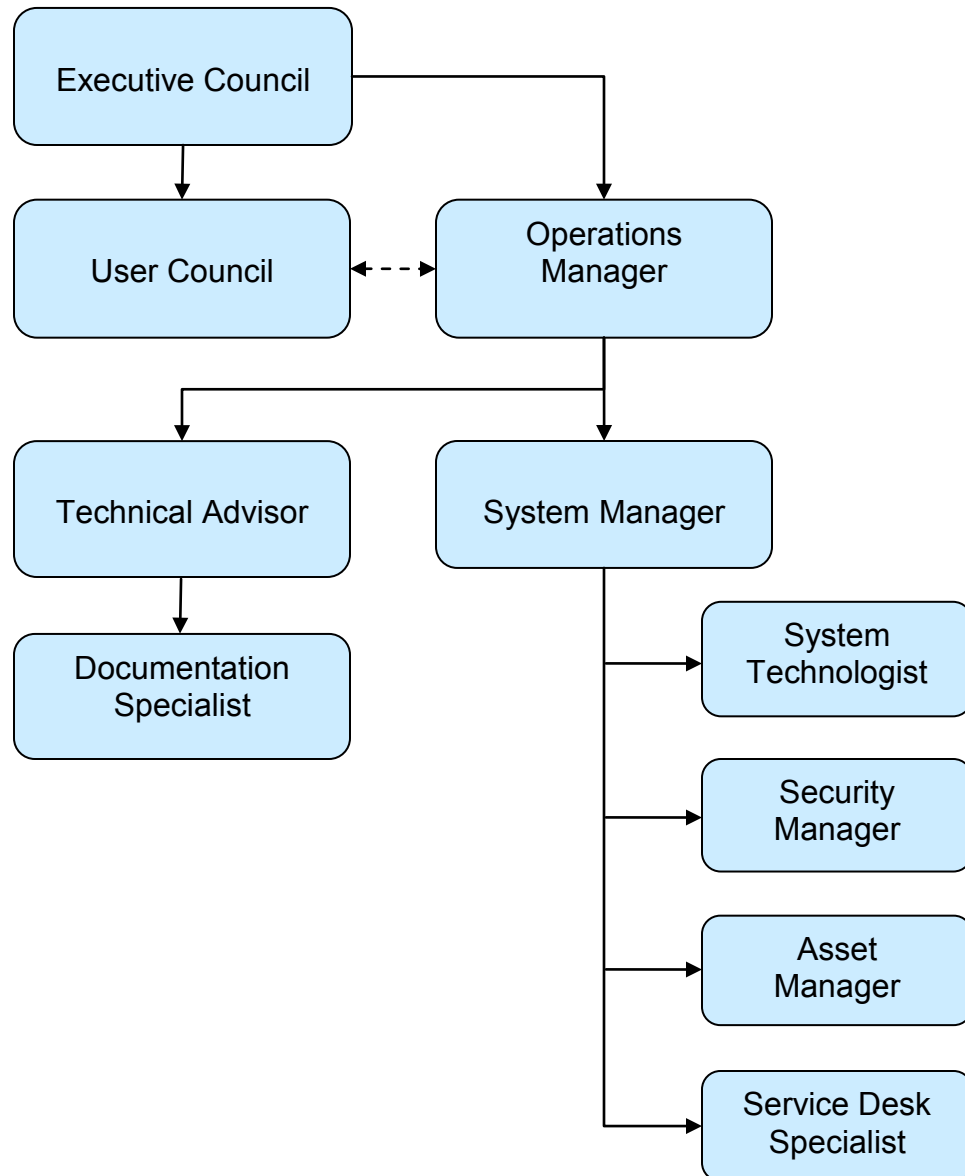 Executive Council
User Council
Operations
Manager
Technical Advisor
System Manager
Documentation
Specialist
System
Technologist
Security
Manager
Asset
Manager
Service Desk
Specialist